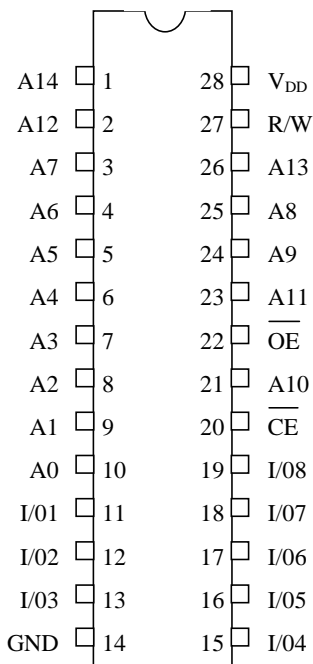 A14 1 28 VDD
A12 2 27 R/W
A7 3 26 A13
A6 4 25 A8
A5 5 24 A9
A4 6 23 A11
A3 7 22 OE
A2 8 21 A10
A1 9 20 CE
A0 10 19 I/08
I/01 11 18 I/07
I/02 12 17 I/06
I/03 13 16 I/05
GND 14 15 I/04